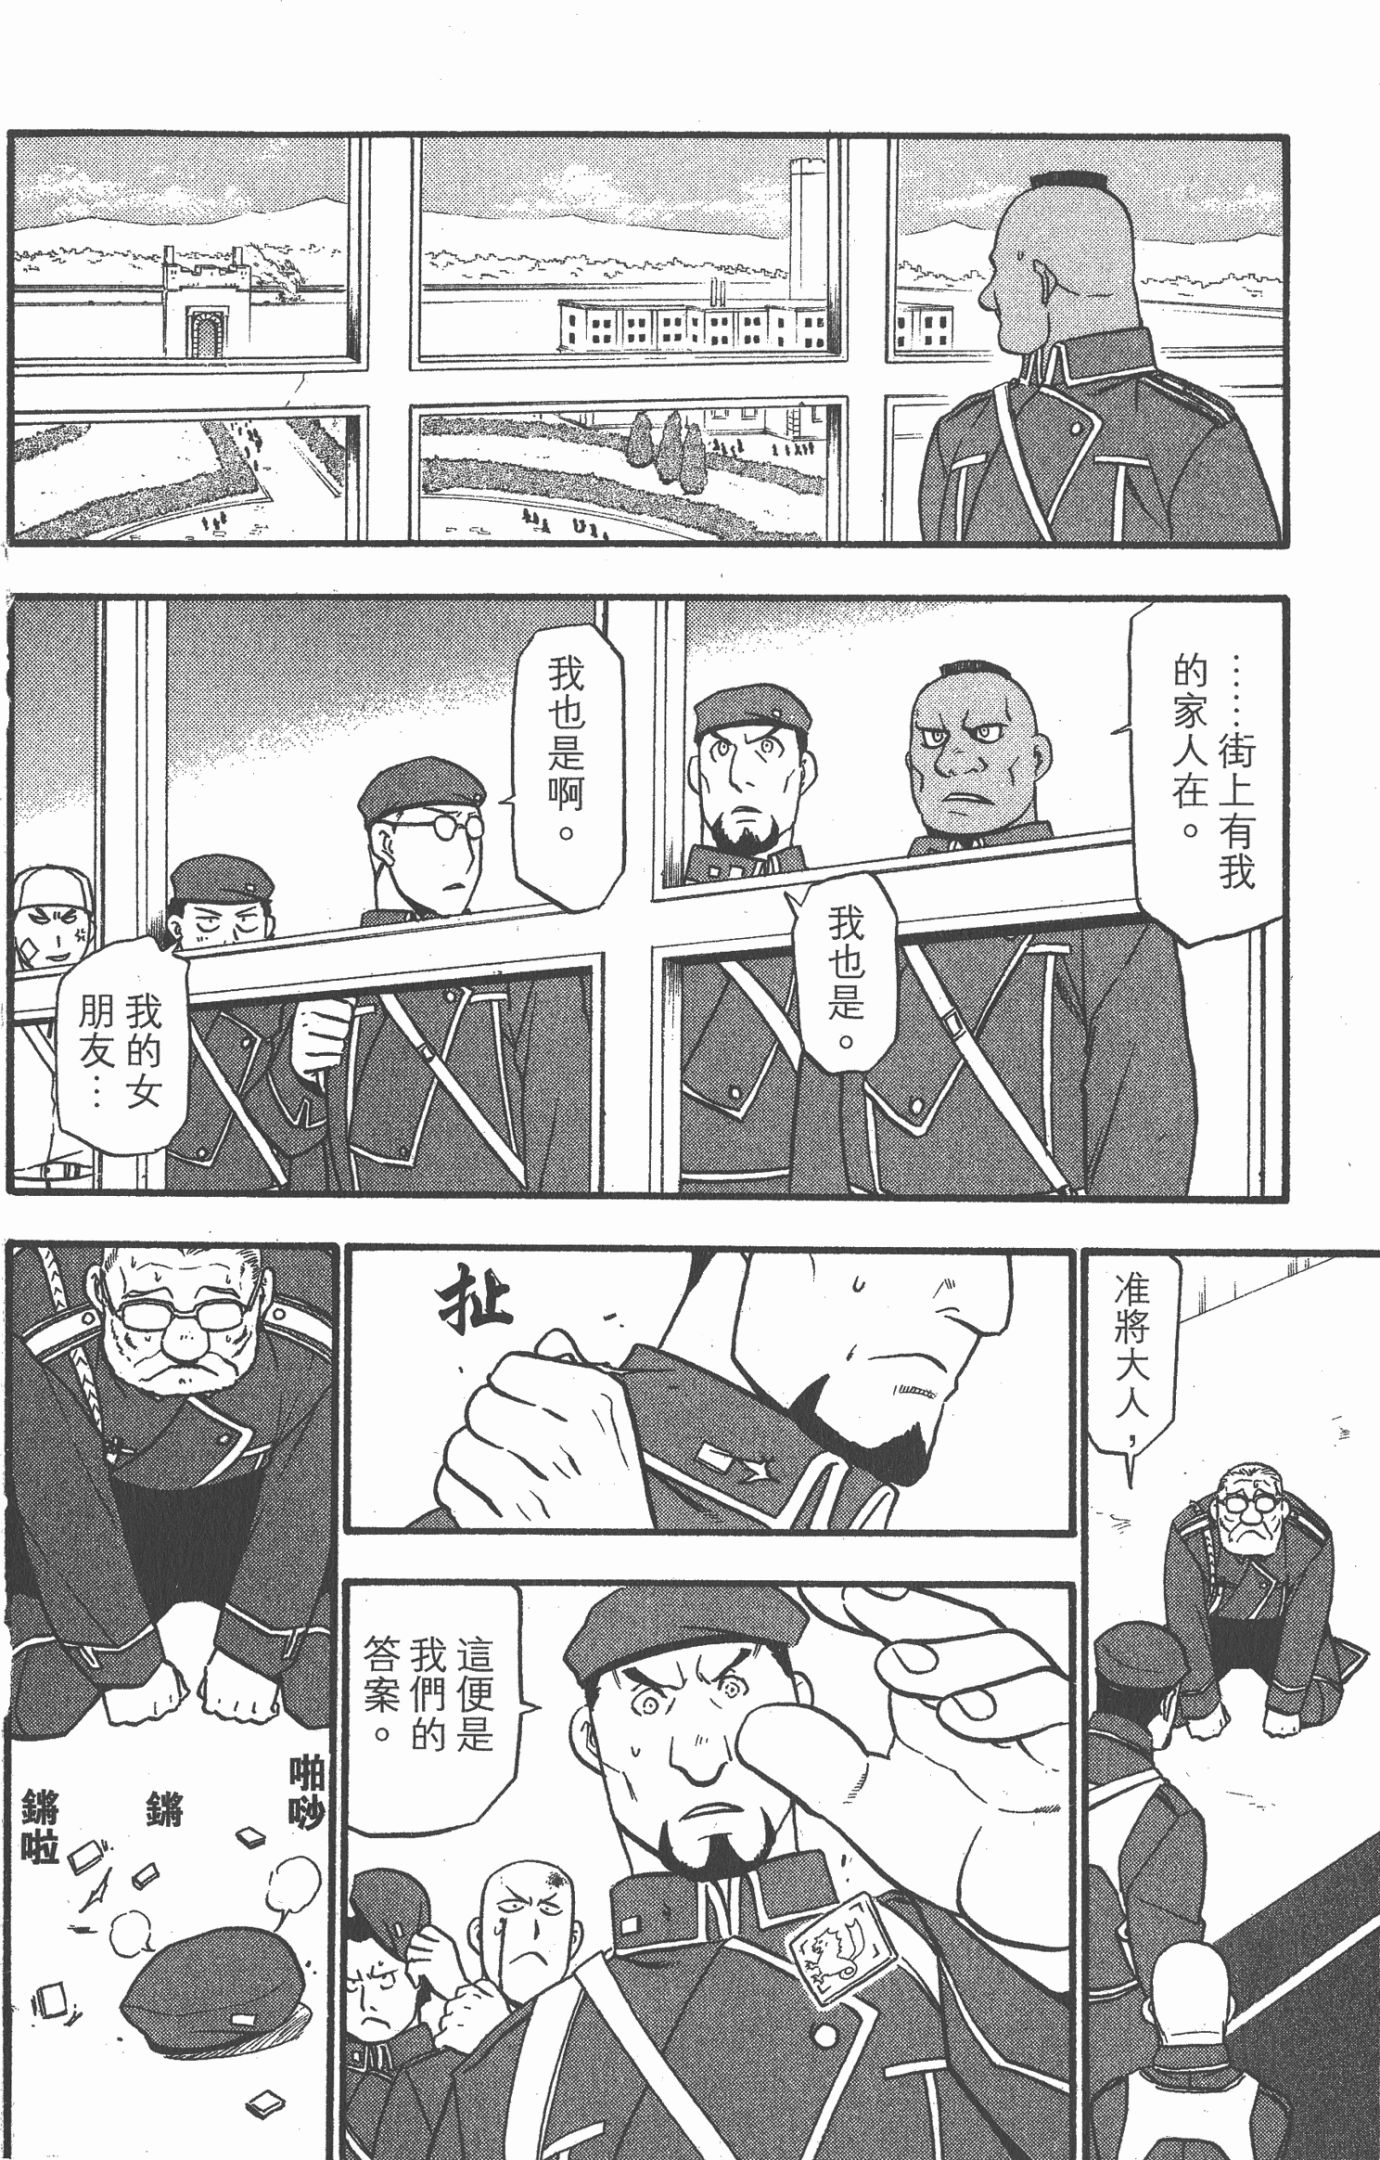 ……街上有我
的家人在。
我也是。
我也是啊。
我的女
朋友…
准將大人，
扯
這便是
我們的
答案。
啪唦
鏘
鏘啦